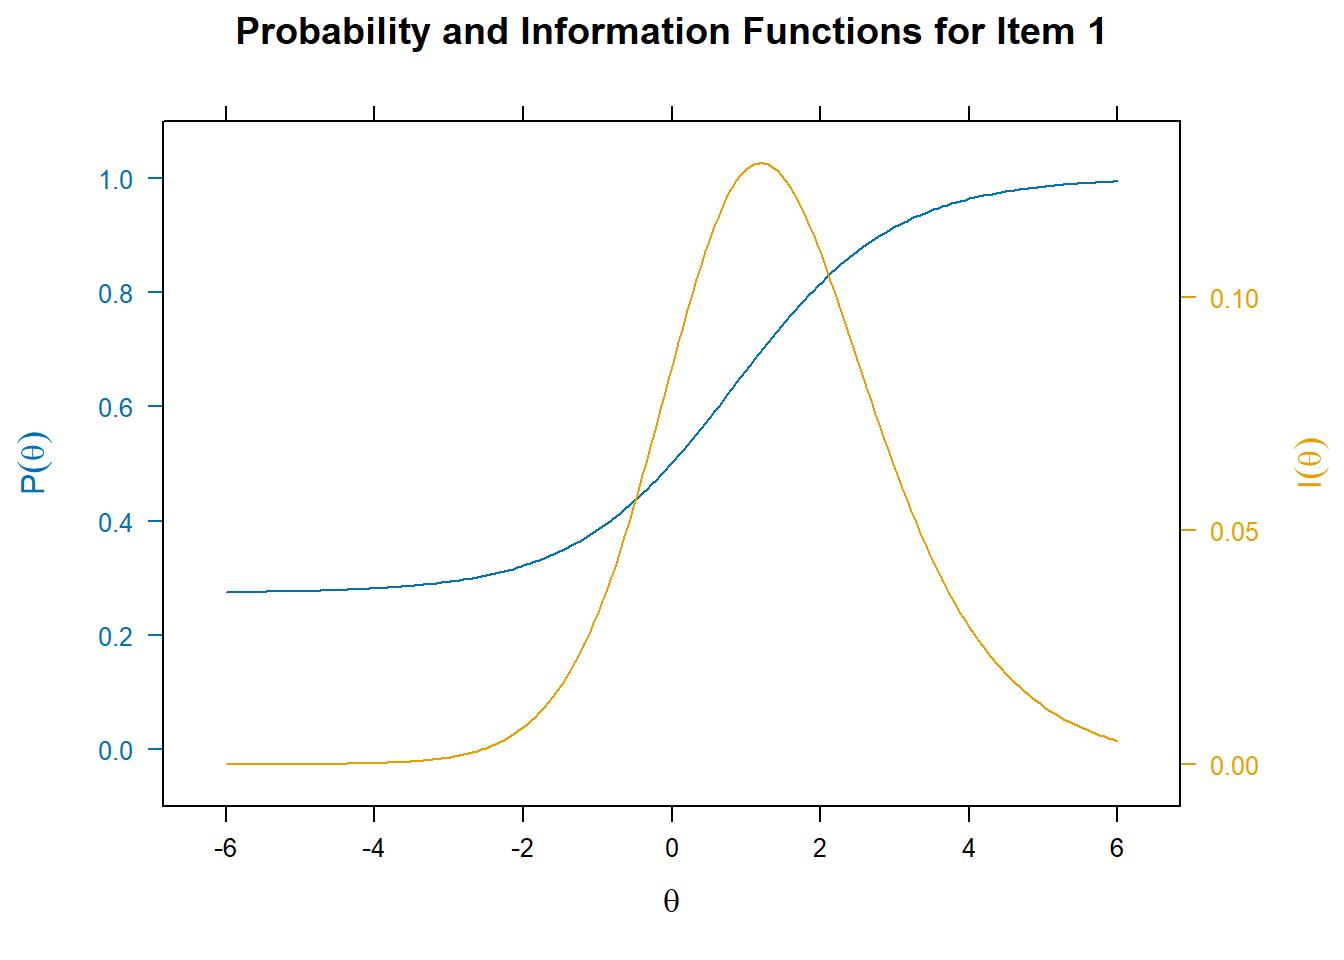 Probability and Information Functions for Item 1
1.0
0.8
0.6
0.4
0.2
0.0
P(θ)
0.10
0.05
0.00
I(θ)
-6 -4 -2 0 2 4 6
θ